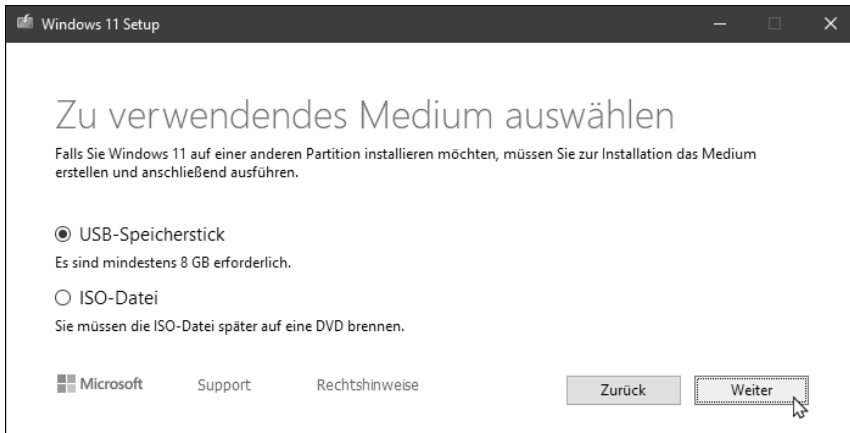 Windows 11 Setup
Zu verwendendes Medium auswählen
Falls Sie Windows 11 auf einer anderen Partition installieren möchten, müssen Sie zur Installation das Medium
erstellen und anschließend ausführen.
USB-Speicherstick
Es sind mindestens 8 GB erforderlich.
ISO-Datei
Sie müssen die ISO-Datei später auf eine DVD brennen.
Microsoft Support Rechtshinweise Zurück Weiter